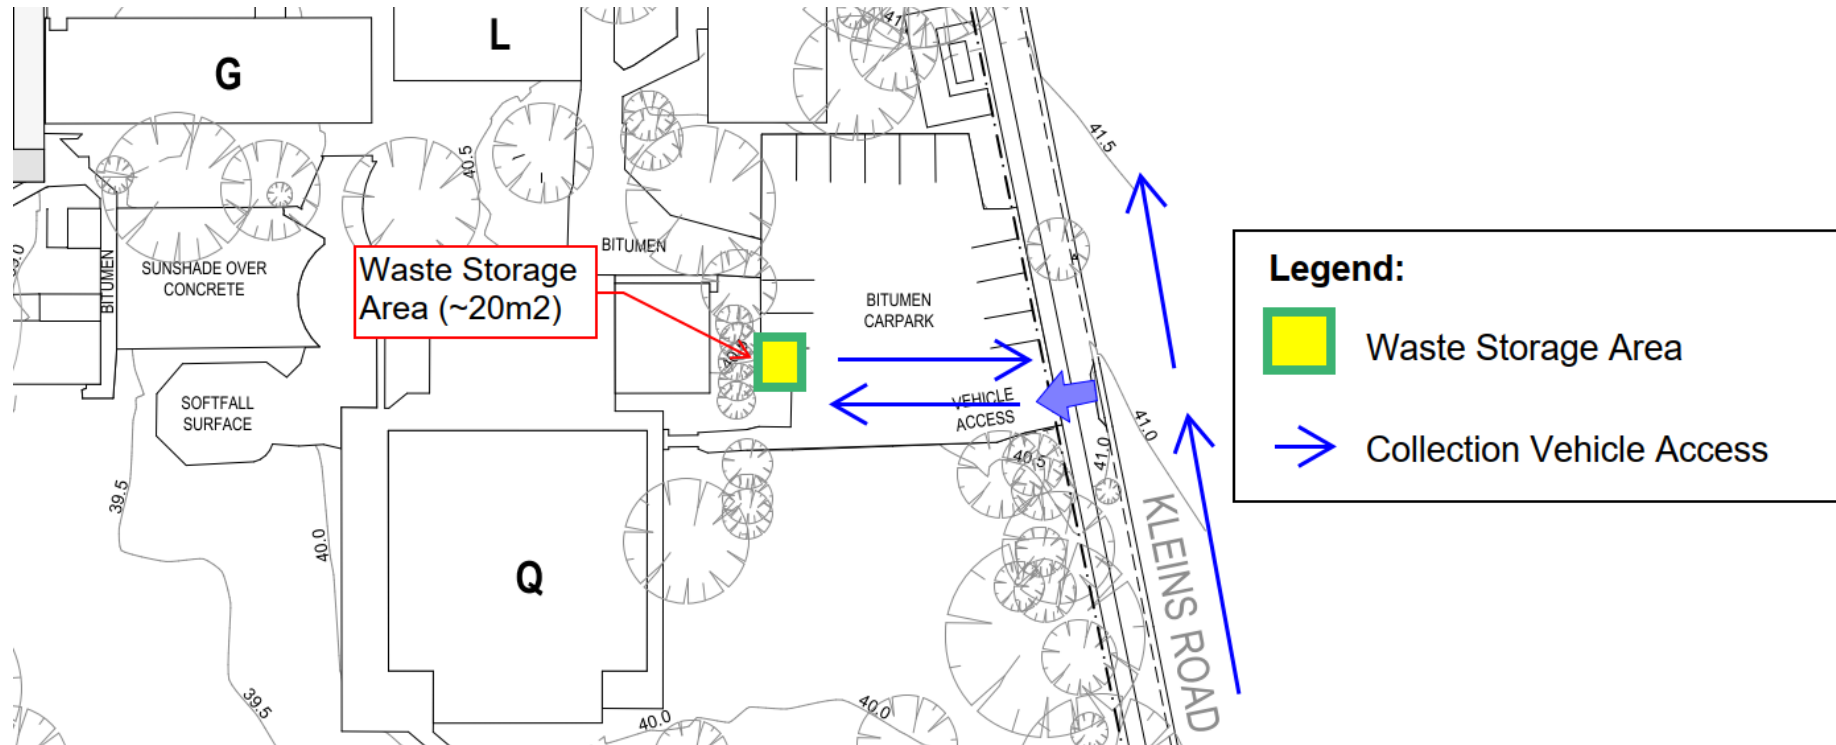 L
G
41.
41.5
40.5
BITUMEN
Waste Storage
Area (~20m2)
SUNSHADE OVER
CONCRETE
BITUMEN
BITUMEN
CARPARK
Legend:
Waste Storage Area
Collection Vehicle Access
VEHICLE
ACCESS
SOFTFALL
SURFACE
41.0
41.0
40.5
39.5
40.0
Q
KLEINS ROAD
39.5
40.0
40.0